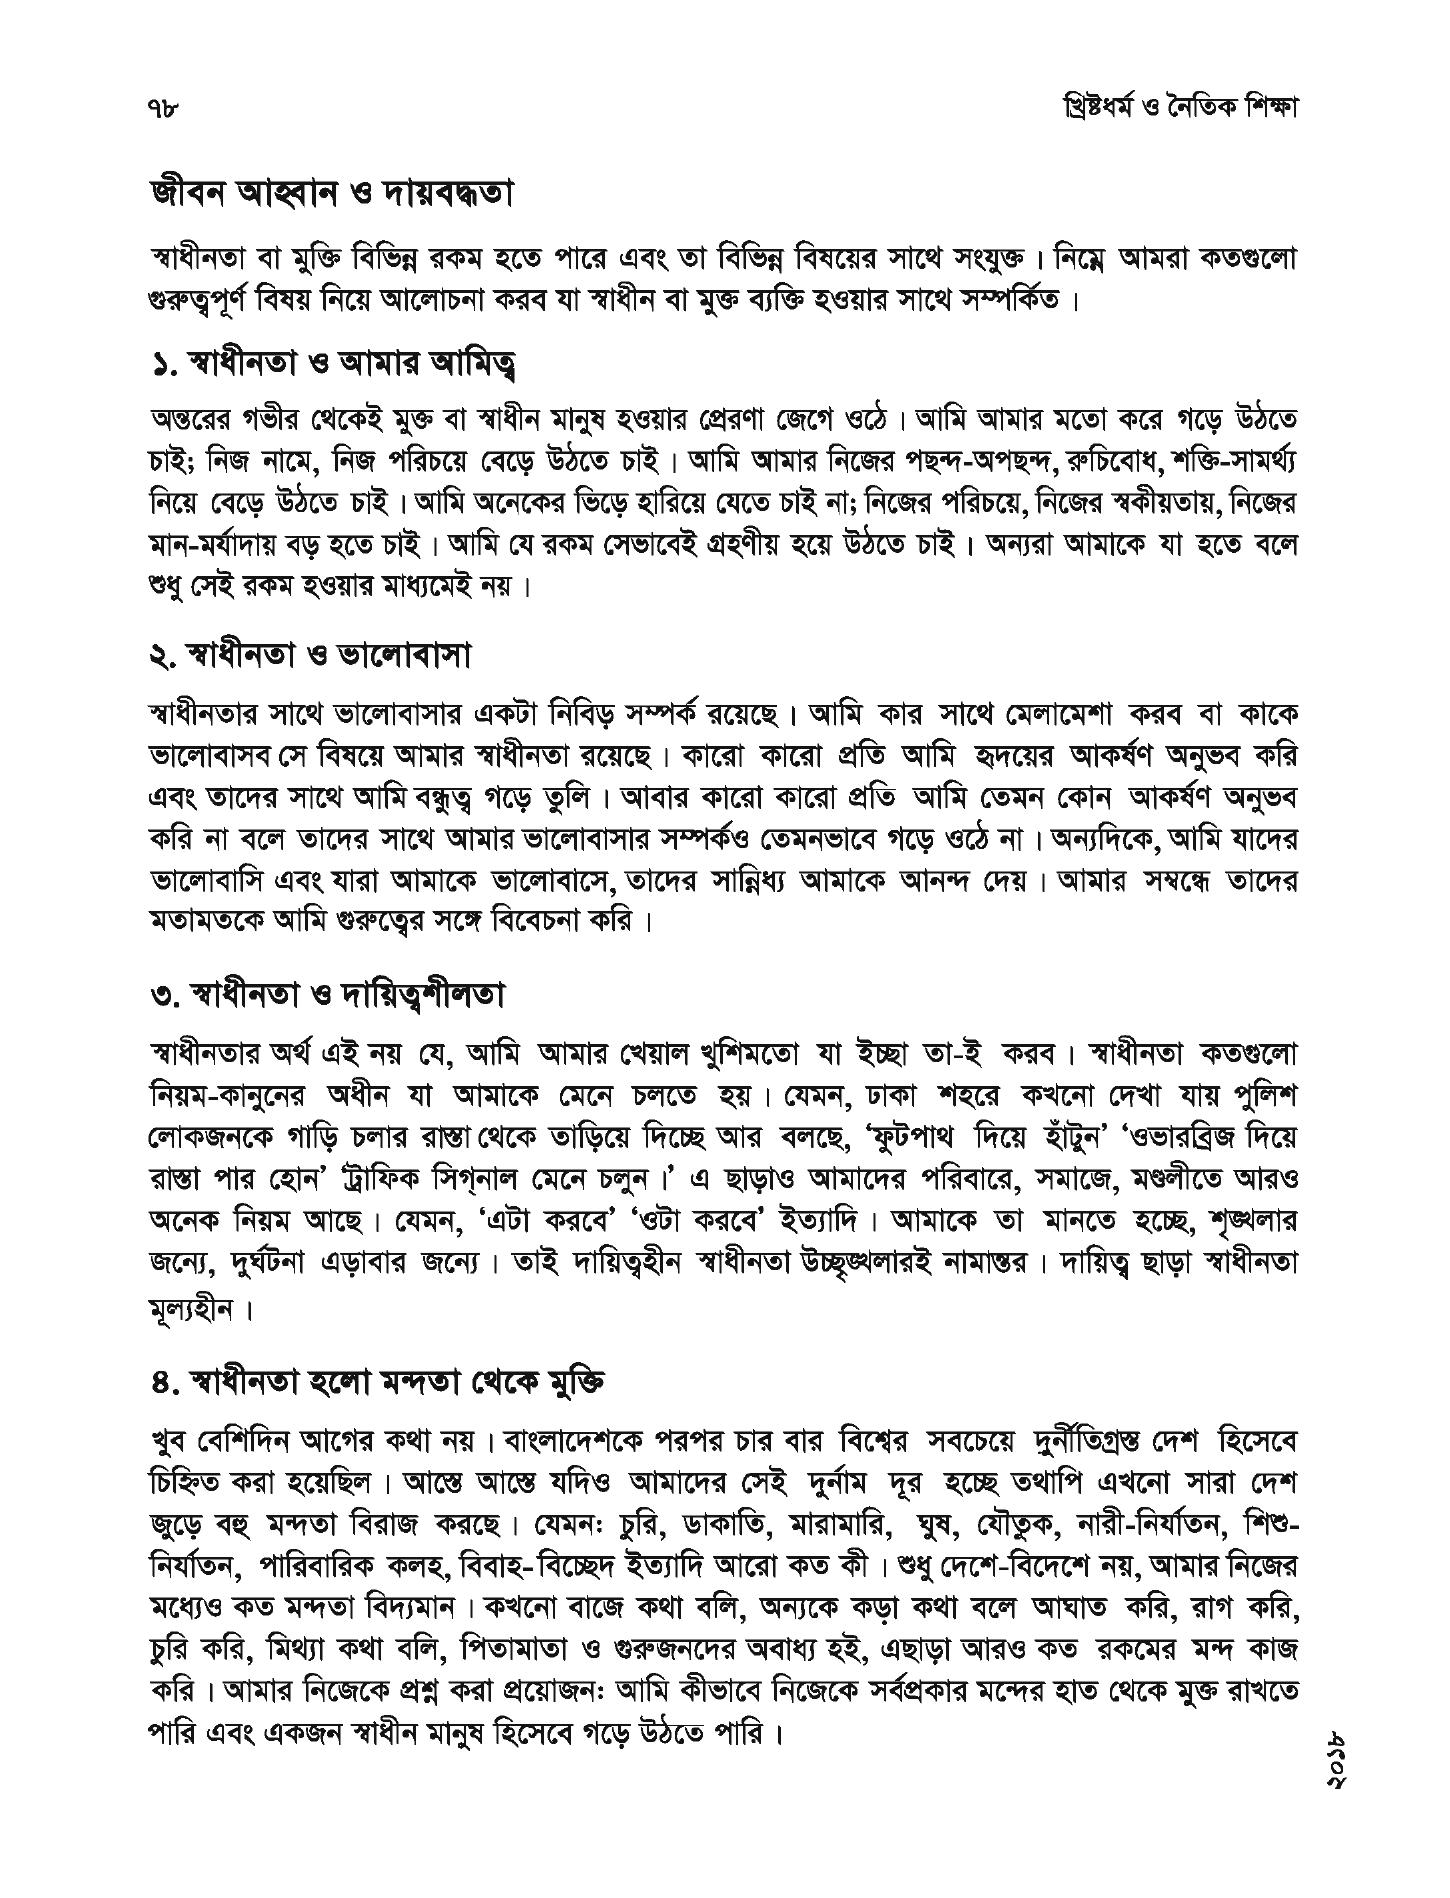 ৭৮
খ্রিষ্টধর্ম ও নৈতিক শিক্ষা
জীবন আহ্বান ও দায়বদ্ধতা
স্বাধীনতা বা মুক্তি বিভিন্ন রকম হতে পারে এবং তা বিভিন্ন বিষয়ের সাথে সংযুক্ত। নিম্নে আমরা কতগুলো
গুরুত্বপূর্ণ বিষয় নিয়ে আলোচনা করব যা স্বাধীন বা মুক্ত ব্যক্তি হওয়ার সাথে সম্পর্কিত।
১. স্বাধীনতা ও আমার আমিত্ব
অন্তরের গভীর থেকেই মুক্ত বা স্বাধীন মানুষ হওয়ার প্রেরণা জেগে ওঠে। আমি আমার মতো করে গড়ে উঠতে
চাই; নিজ নামে, নিজ পরিচয়ে বেড়ে উঠতে চাই। আমি আমার নিজের পছন্দ-অপছন্দ, রুচিবোধ, শক্তি-সামর্থ্য
নিয়ে বেড়ে উঠতে চাই। আমি অনেকের ভিড়ে হারিয়ে যেতে চাই না; নিজের পরিচয়ে, নিজের স্বকীয়তায়, নিজের
মান-মর্যাদায় বড় হতে চাই। আমি যে রকম সেভাবেই গ্রহণীয় হয়ে উঠতে চাই। অন্যরা আমাকে যা হতে বলে
শুধু সেই রকম হওয়ার মাধ্যমেই নয়।
২. স্বাধীনতা ও ভালোবাসা
স্বাধীনতার সাথে ভালোবাসার একটা নিবিড় সম্পর্ক রয়েছে। আমি কার সাথে মেলামেশা করব বা কাকে
ভালোবাসব সে বিষয়ে আমার স্বাধীনতা রয়েছে। কারো কারো প্রতি আমি হৃদয়ের আকর্ষণ অনুভব করি
এবং তাদের সাথে আমি বন্ধুত্ব গড়ে তুলি। আবার কারো কারো প্রতি আমি তেমন কোন আকর্ষণ অনুভব
করি না বলে তাদের সাথে আমার ভালোবাসার সম্পর্কও তেমনভাবে গড়ে ওঠে না। অন্যদিকে, আমি যাদের
ভালোবাসি এবং যারা আমাকে ভালোবাসে, তাদের সান্নিধ্য আমাকে আনন্দ দেয়। আমার সম্বন্ধে তাদের
মতামতকে আমি গুরুত্বের সঙ্গে বিবেচনা করি।
৩. স্বাধীনতা ও দায়িত্বশীলতা
স্বাধীনতার অর্থ এই নয় যে, আমি আমার খেয়াল খুশিমতো যা ইচ্ছা তা-ই করব। স্বাধীনতা কতগুলো
নিয়ম-কানুনের অধীন যা আমাকে মেনে চলতে হয়। যেমন, ঢাকা শহরে কখনো দেখা যায় পুলিশ
লোকজনকে গাড়ি চলার রাস্তা থেকে তাড়িয়ে দিচ্ছে আর বলছে, ‘ফুটপাথ দিয়ে হাঁটুন’ ‘ওভারব্রিজ দিয়ে
রাস্তা পার হোন’ ‘ট্রাফিক সিগ্‌নাল মেনে চলুন।’ এ ছাড়াও আমাদের পরিবারে, সমাজে, মণ্ডলীতে আরও
অনেক নিয়ম আছে। যেমন, ‘এটা করবে’ ‘ওটা করবে’ ইত্যাদি। আমাকে তা মানতে হচ্ছে, শৃঙ্খলার
জন্যে, দুর্ঘটনা এড়াবার জন্যে। তাই দায়িত্বহীন স্বাধীনতা উচ্ছৃঙ্খলারই নামান্তর। দায়িত্ব ছাড়া স্বাধীনতা
মূল্যহীন।
৪. স্বাধীনতা হলো মন্দতা থেকে মুক্তি
খুব বেশিদিন আগের কথা নয়। বাংলাদেশকে পরপর চার বার বিশ্বের সবচেয়ে দুর্নীতিগ্রস্ত দেশ হিসেবে
চিহ্নিত করা হয়েছিল। আস্তে আস্তে যদিও আমাদের সেই দুর্নাম দূর হচ্ছে তথাপি এখনো সারা দেশ
জুড়ে বহু মন্দতা বিরাজ করছে। যেমনঃ চুরি, ডাকাতি, মারামারি, ঘুষ, যৌতুক, নারী-নির্যাতন, শিশু-
নির্যাতন, পারিবারিক কলহ, বিবাহ-বিচ্ছেদ ইত্যাদি আরো কত কী। শুধু দেশে-বিদেশে নয়, আমার নিজের
মধ্যেও কত মন্দতা বিদ্যমান। কখনো বাজে কথা বলি, অন্যকে কড়া কথা বলে আঘাত করি, রাগ করি,
চুরি করি, মিথ্যা কথা বলি, পিতামাতা ও গুরুজনদের অবাধ্য হই, এছাড়া আরও কত রকমের মন্দ কাজ
করি। আমার নিজেকে প্রশ্ন করা প্রয়োজনঃ আমি কীভাবে নিজেকে সর্বপ্রকার মন্দের হাত থেকে মুক্ত রাখতে
পারি এবং একজন স্বাধীন মানুষ হিসেবে গড়ে উঠতে পারি।
২০১৮